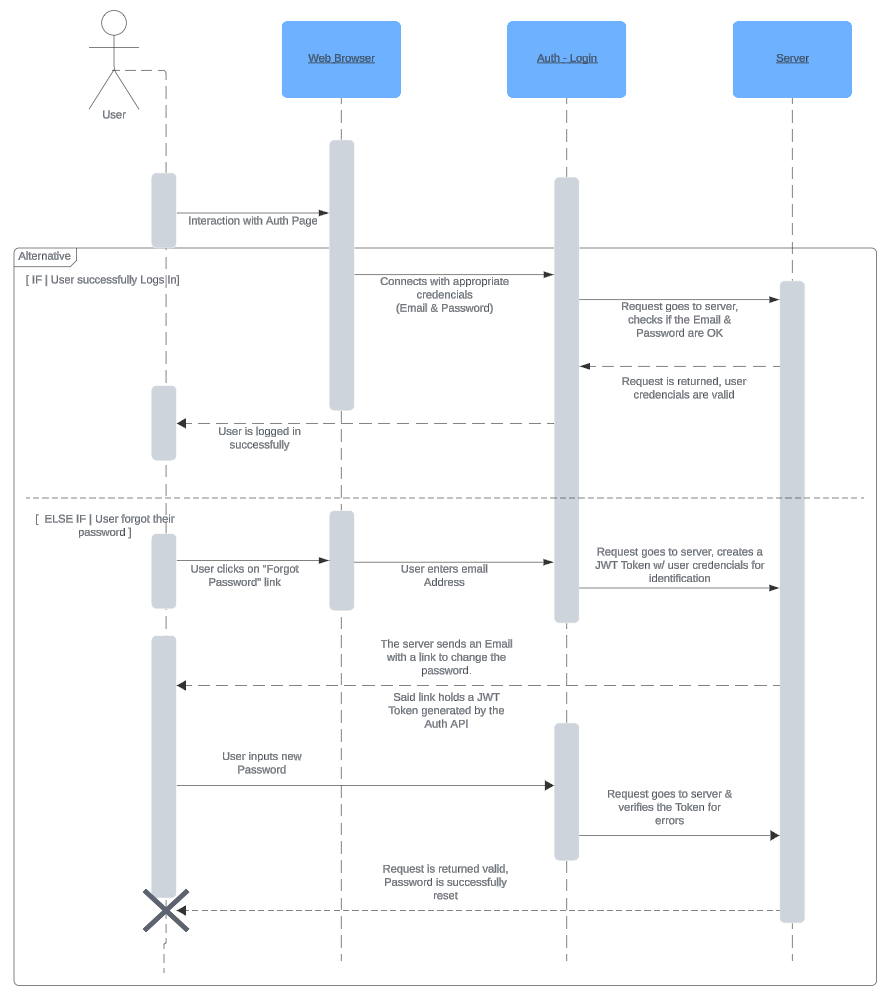 Web Browser
Auth - Login
Server
User
Interaction with Auth Page
Alternative
[ IF | User successfully Logs In]
Connects with appropriate
credencials
(Email & Password)
Request goes to server,
checks if the Email &
Password are OK
Request is returned, user
credencials are valid
User is logged in
successfully
[ ELSE IF | User forgot their
password ]
User clicks on "Forgot
Password" link
User enters email
Address
Request goes to server, creates a
JWT Token w/ user credencials for
identification
The server sends an Email
with a link to change the
password.
Said link holds a JWT
Token generated by the
Auth API
User inputs new
Password
Request goes to server &
verifies the Token for
errors
Request is returned valid,
Password is successfully
reset